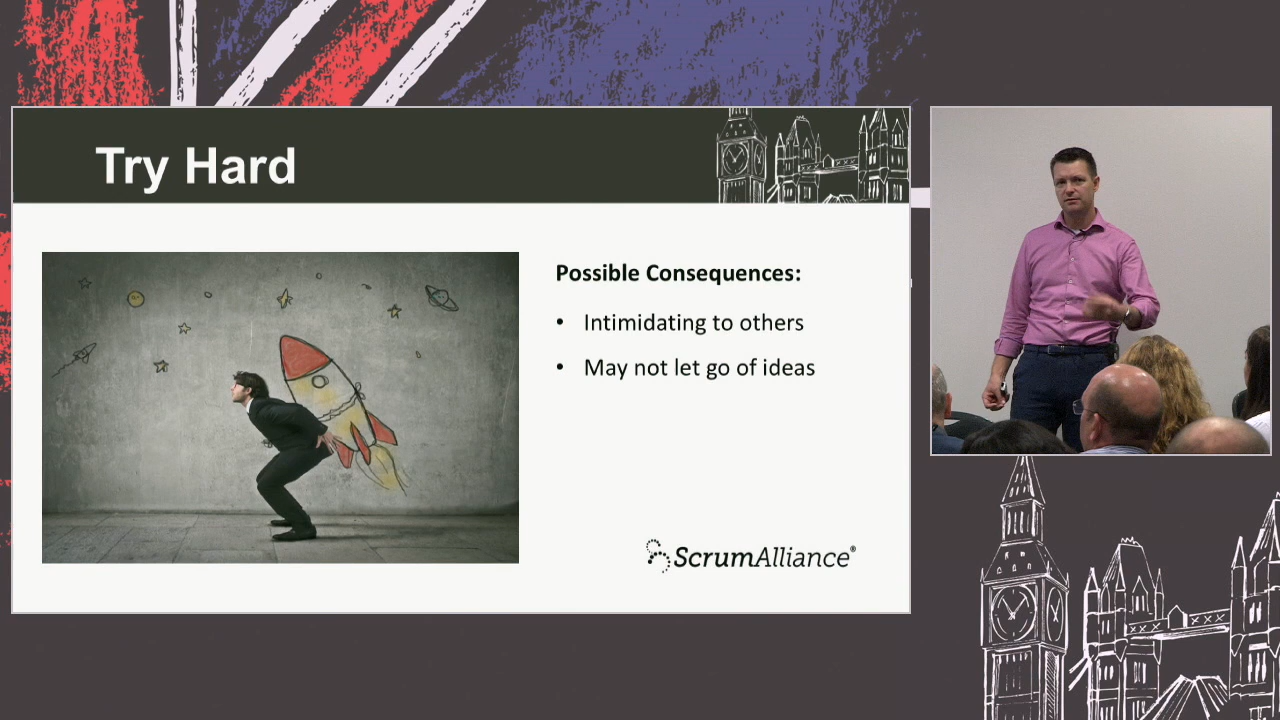 Try Hard
Possible Consequences:
• Intimidating to others
• May not let go of ideas
ScrumAlliance®